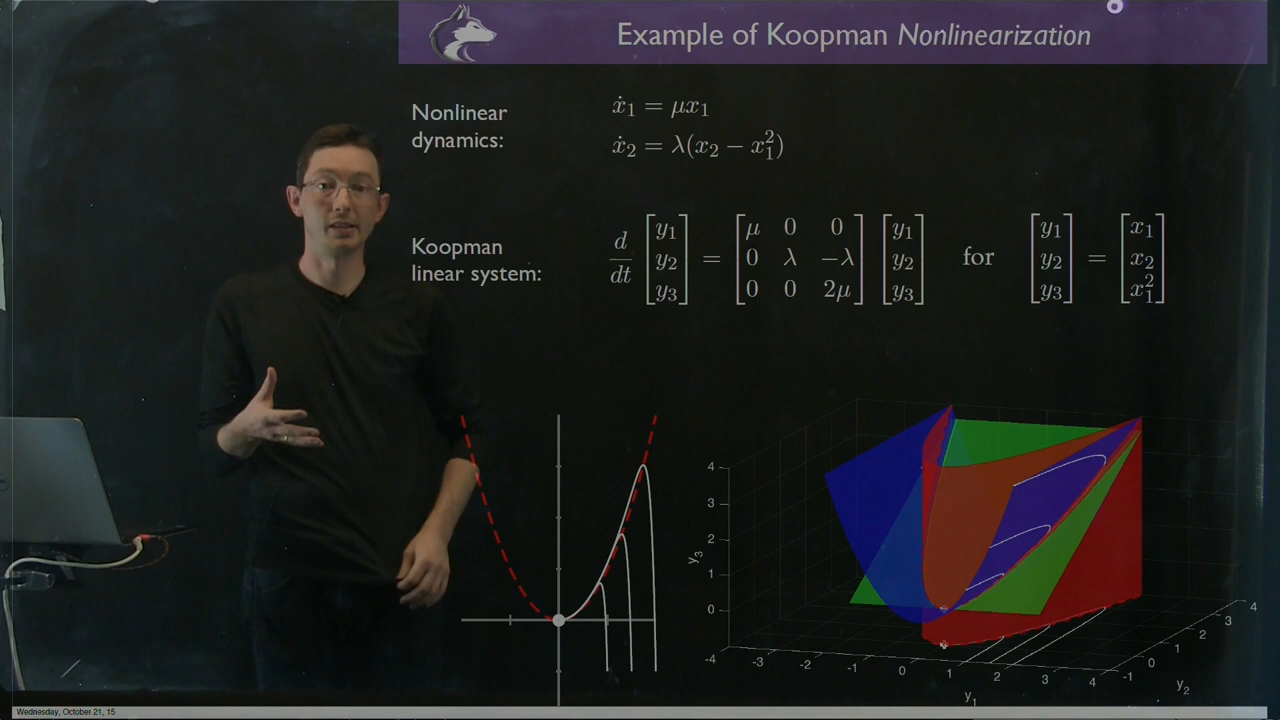 Example of Koopman Nonlinearization
Nonlinear
dynamics:
ẋ₁ = μx₁
ẋ₂ = λ(x₂ − x₁²)
Koopman
linear system:
d/dt [y₁ y₂ y₃] = [μ 0 0; 0 λ −λ; 0 0 2μ] [y₁ y₂ y₃] for [y₁ y₂ y₃] = [x₁ x₂ x₁²]
4
3
2
1
0
y₃
-4 -3 -2 -1 0 1 2 3 4
y₁
-1 0 1 2 3 4
y₂
Wednesday, October 21, 15